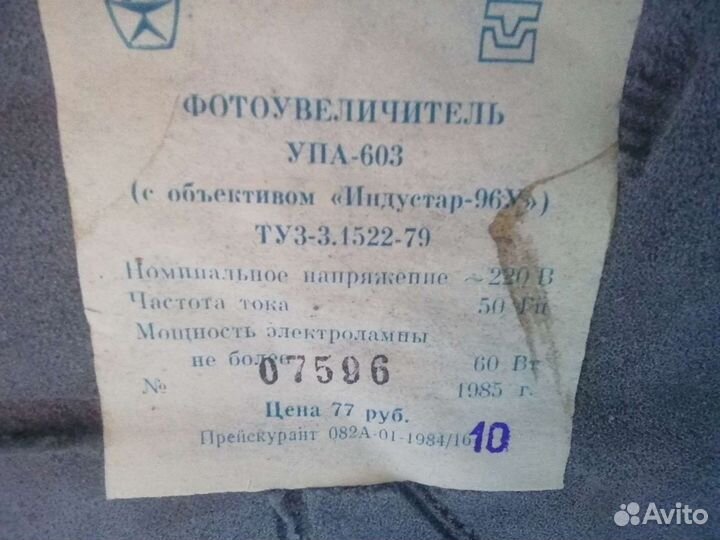 ФОТОУВЕЛИЧИТЕЛЬ
УПА-603
(с объективом «Индустар-96У»)
ТУ3-3.1522-79
Номинальное напряжение ~ 220 В
Частота тока 50 Гц
Мощность электролампы
не более 60 Вт
№ 07596 1985 г.
Цена 77 руб.
Прейскурант 082А-01-1984/16 10
Avito